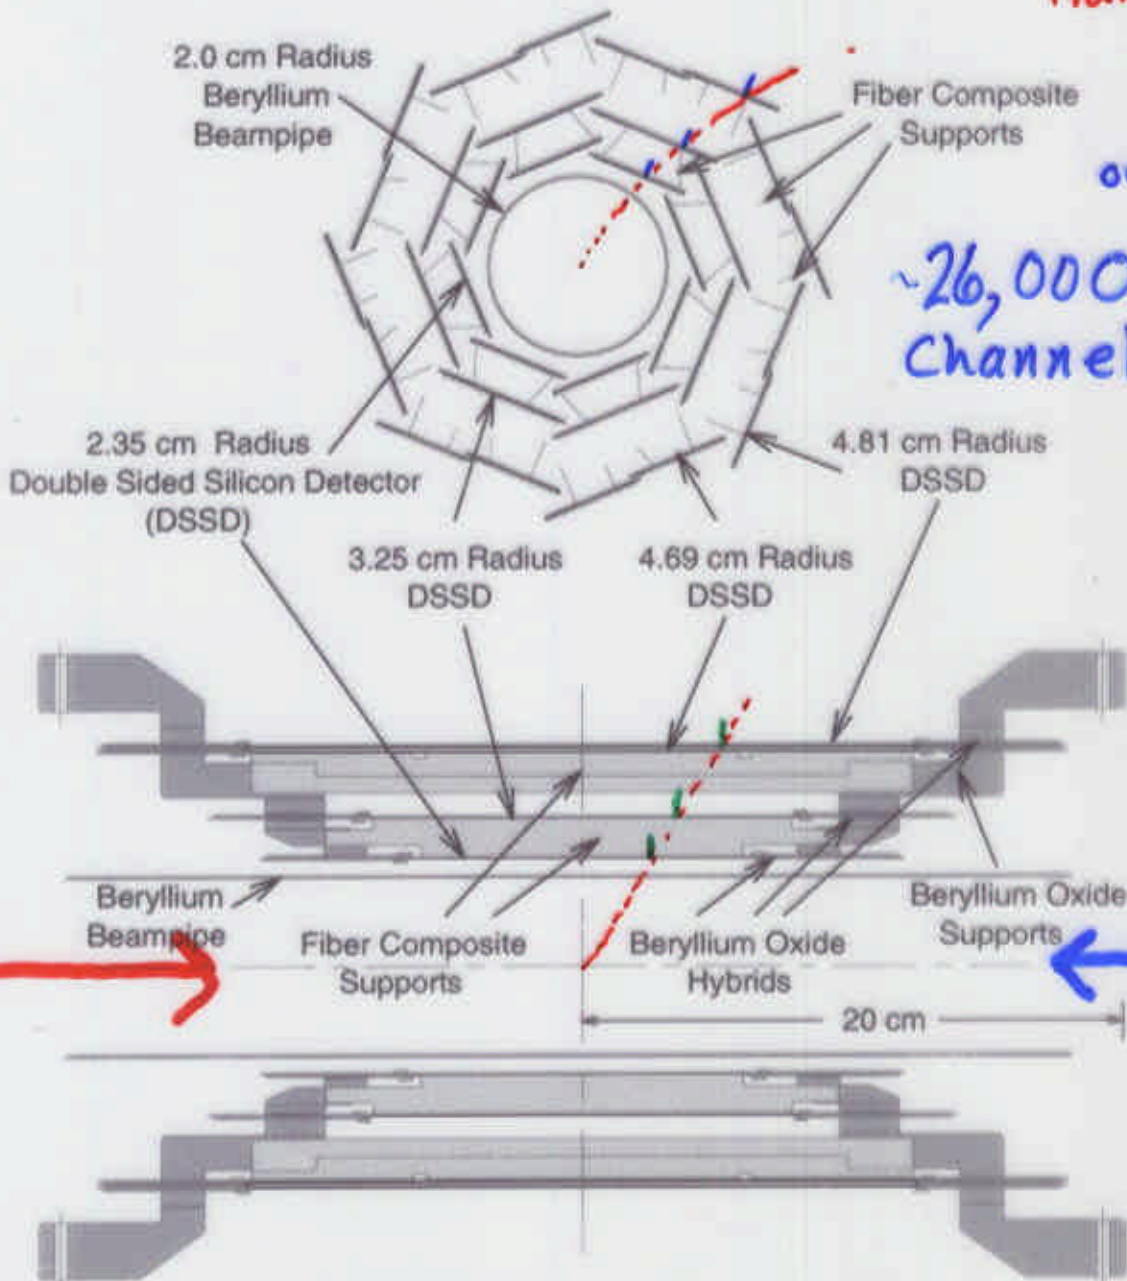 2.0 cm Radius
Beryllium
Beampipe
Fiber Composite
Supports
~26,000
Channel
2.35 cm Radius
Double Sided Silicon Detector
(DSSD)
4.81 cm Radius
DSSD
3.25 cm Radius
DSSD
4.69 cm Radius
DSSD
Beryllium
Beampipe
Fiber Composite
Supports
Beryllium Oxide
Hybrids
Beryllium Oxide
Supports
20 cm